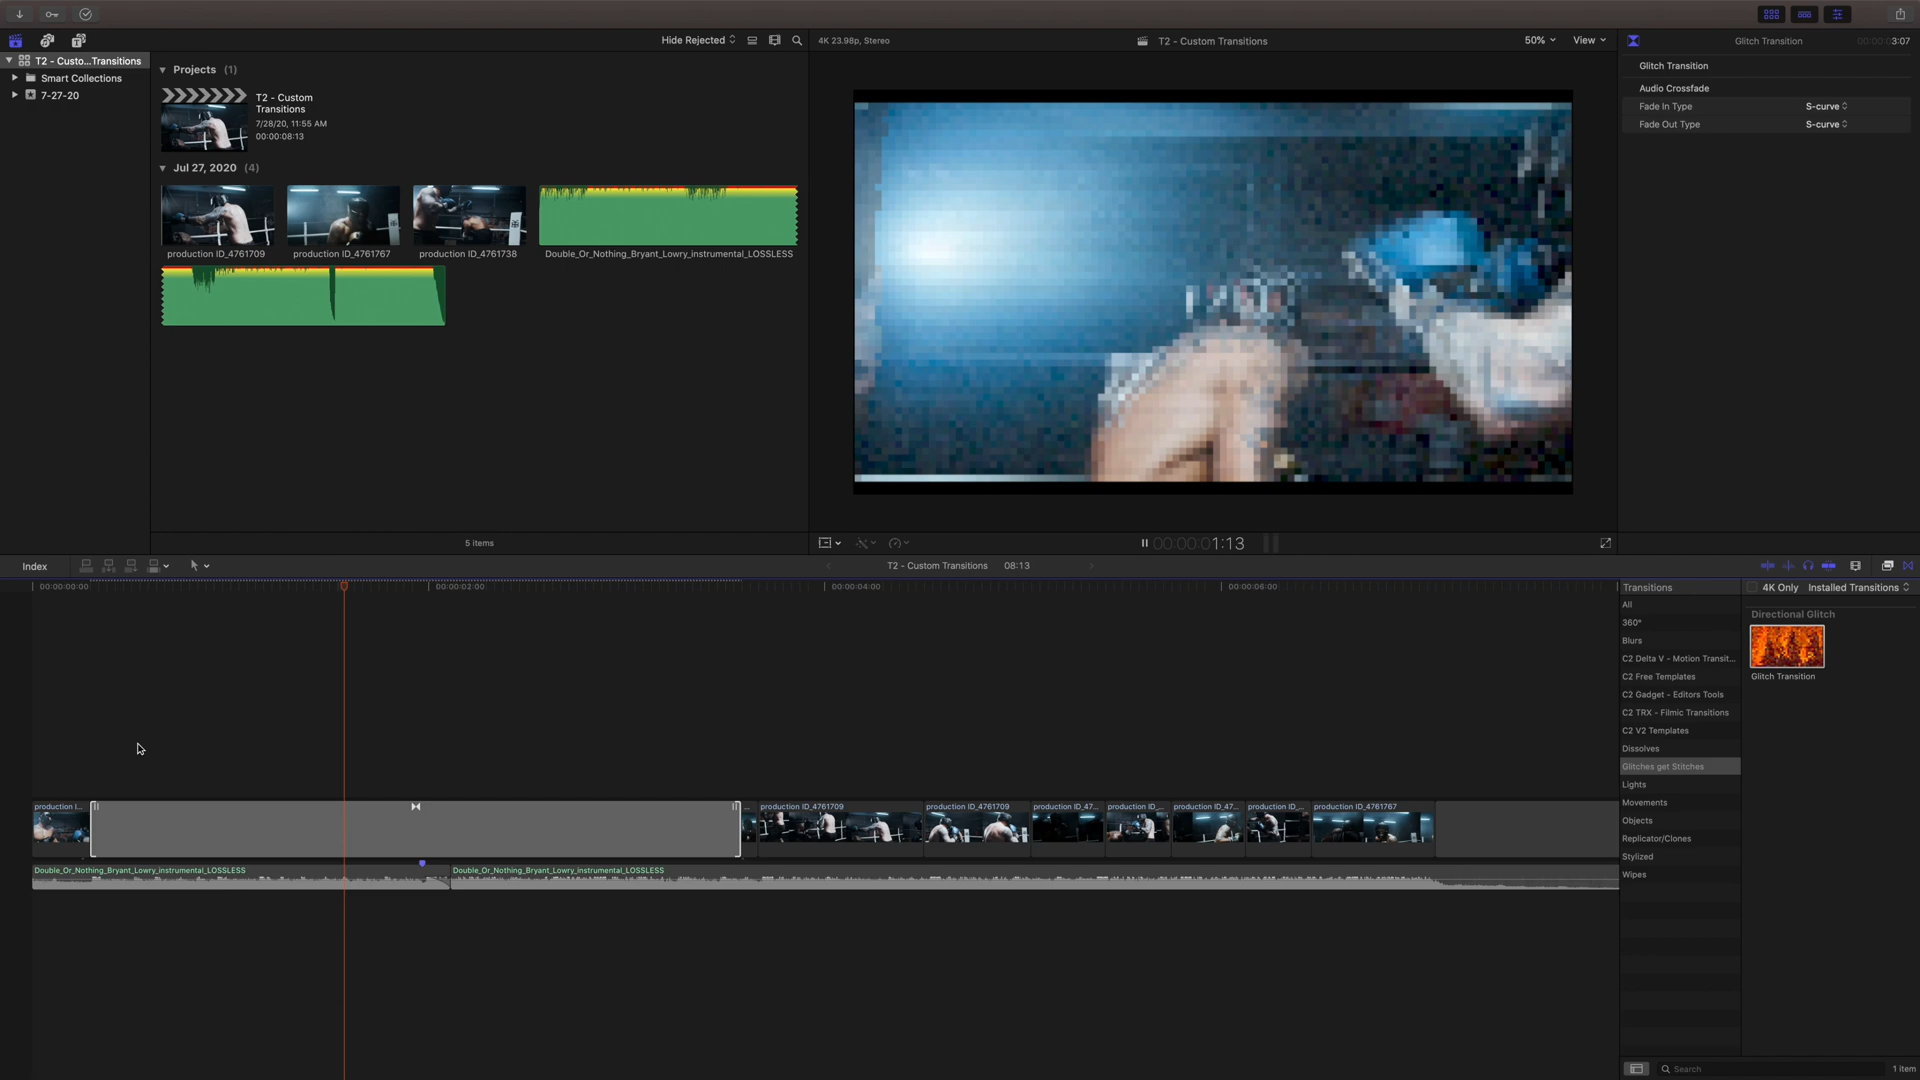 Hide Rejected
4K 23.98p, Stereo
T2 - Custom Transitions
50%
View
Glitch Transition
00:00:03:07
T2 - Custo...Transitions
Smart Collections
7-27-20
Projects (1)
T2 - Custom
Transitions
7/28/20, 11:55 AM
00:00:08:13
Jul 27, 2020 (4)
production ID_4761709
production ID_4761767
production ID_4761738
Double_Or_Nothing_Bryant_Lowry_instrumental_LOSSLESS
5 items
Glitch Transition
Audio Crossfade
Fade In Type
S-curve
Fade Out Type
S-curve
00:00:01:13
Index
T2 - Custom Transitions
08:13
00:00:00:00
00:00:02:00
00:00:04:00
00:00:06:00
production I...
...
production ID_4761709
production ID_4761709
production ID_47...
production ID_...
production ID_47...
production ID_...
production ID_4761767
Double_Or_Nothing_Bryant_Lowry_instrumental_LOSSLESS
Double_Or_Nothing_Bryant_Lowry_instrumental_LOSSLESS
Transitions
All
360°
Blurs
C2 Delta V - Motion Transit...
C2 Free Templates
C2 Gadget - Editors Tools
C2 TRX - Filmic Transitions
C2 V2 Templates
Dissolves
Glitches get Stitches
Lights
Movements
Objects
Replicator/Clones
Stylized
Wipes
4K Only
Installed Transitions
Directional Glitch
Glitch Transition
Search
1 item